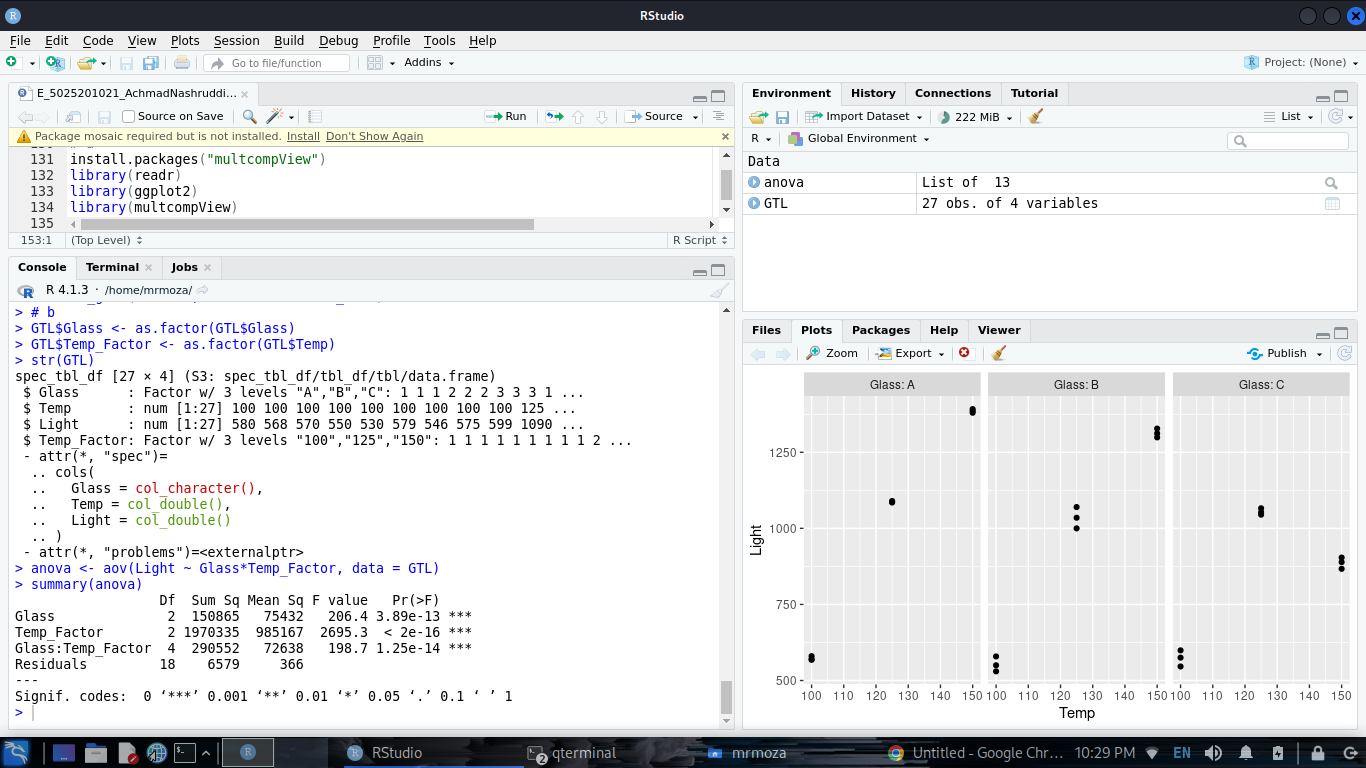 RStudio
File Edit Code View Plots Session Build Debug Profile Tools Help
Go to file/function Addins Project: (None)
E_5025201021_AchmadNashruddi...
Source on Save Run Source
Package mosaic required but is not installed. Install Don't Show Again
131 install.packages("multcompView")
132 library(readr)
133 library(ggplot2)
134 library(multcompView)
135
153:1 (Top Level) R Script
Console Terminal Jobs
R 4.1.3 · /home/mrmoza/
> # b
> GTL$Glass <- as.factor(GTL$Glass)
> GTL$Temp_Factor <- as.factor(GTL$Temp)
> str(GTL)
spec_tbl_df [27 × 4] (S3: spec_tbl_df/tbl_df/tbl/data.frame)
$ Glass : Factor w/ 3 levels "A","B","C": 1 1 1 2 2 2 3 3 3 1 ...
$ Temp : num [1:27] 100 100 100 100 100 100 100 100 100 125 ...
$ Light : num [1:27] 580 568 570 550 530 579 546 575 599 1090 ...
$ Temp_Factor: Factor w/ 3 levels "100","125","150": 1 1 1 1 1 1 1 1 1 2 ...
- attr(*, "spec")=
.. cols(
.. Glass = col_character(),
.. Temp = col_double(),
.. Light = col_double()
.. )
- attr(*, "problems")=<externalptr>
> anova <- aov(Light ~ Glass*Temp_Factor, data = GTL)
> summary(anova)
Df Sum Sq Mean Sq F value Pr(>F)
Glass 2 150865 75432 206.4 3.89e-13 ***
Temp_Factor 2 1970335 985167 2695.3 < 2e-16 ***
Glass:Temp_Factor 4 290552 72638 198.7 1.25e-14 ***
Residuals 18 6579 366
---
Signif. codes: 0 ‘***’ 0.001 ‘**’ 0.01 ‘*’ 0.05 ‘.’ 0.1 ‘ ’ 1
>
Environment History Connections Tutorial
Import Dataset 222 MiB List
R Global Environment
Data
anova List of 13
GTL 27 obs. of 4 variables
Files Plots Packages Help Viewer
Zoom Export Publish
Glass: A Glass: B Glass: C
1250
1000
750
500
Light
100 110 120 130 140 150 100 110 120 130 140 150 100 110 120 130 140 150
Temp
RStudio 2 qterminal mrmoza Untitled - Google Chr... 10:29 PM EN